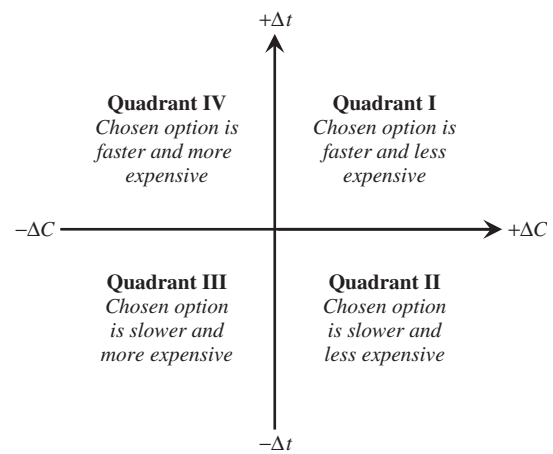 +Δt
Quadrant IV
Chosen option is
faster and more
expensive
Quadrant I
Chosen option is
faster and less
expensive
−ΔC
+ΔC
Quadrant III
Chosen option
is slower and
more expensive
Quadrant II
Chosen option
is slower and
less expensive
−Δt